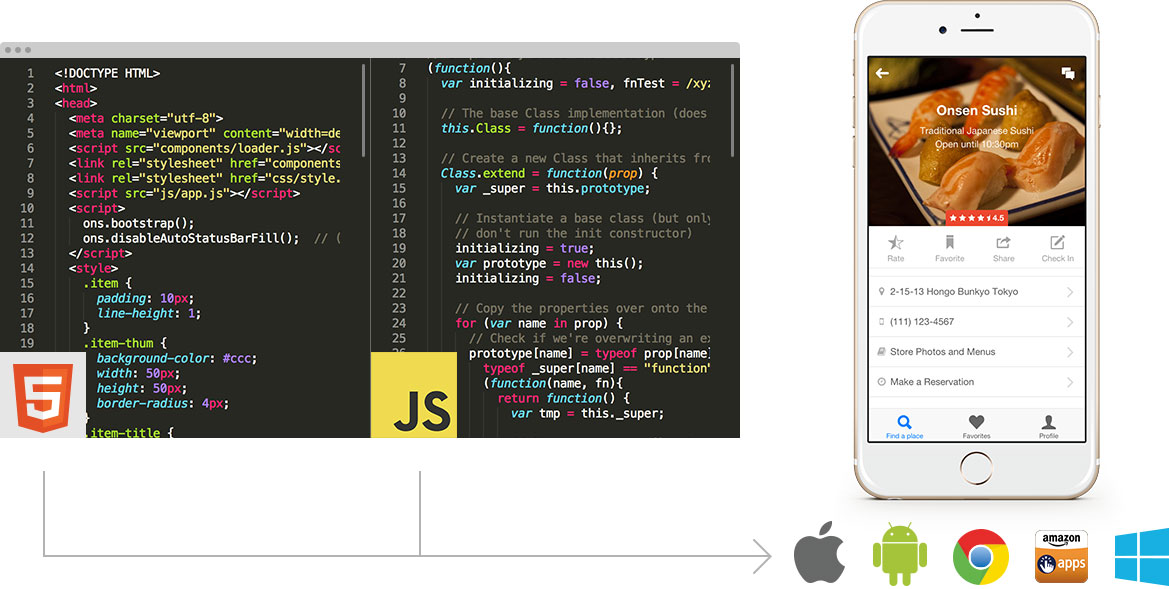 1 <!DOCTYPE HTML>
2 <html>
3 <head>
4 <meta charset="utf-8">
5 <meta name="viewport" content="width=de
6 <script src="components/loader.js"></sc
7 <link rel="stylesheet" href="components
8 <link rel="stylesheet" href="css/style.
9 <script src="js/app.js"></script>
10 <script>
11 ons.bootstrap();
12 ons.disableAutoStatusBarFill(); // (
13 </script>
14 <style>
15 .item {
16 padding: 10px;
17 line-height: 1;
18 }
19 .item-thum {
background-color: #ccc;
width: 50px;
height: 50px;
border-radius: 4px;
}
.item-title {
5
7 (function(){
8 var initializing = false, fnTest = /xyz
9
10 // The base Class implementation (does
11 this.Class = function(){};
12
13 // Create a new Class that inherits fro
14 Class.extend = function(prop) {
15 var _super = this.prototype;
16
17 // Instantiate a base class (but only
18 // don't run the init constructor)
19 initializing = true;
20 var prototype = new this();
21 initializing = false;
22
23 // Copy the properties over onto the
24 for (var name in prop) {
25 // Check if we're overwriting an ex
prototype[name] = typeof prop[name]
typeof _super[name] == "function"
(function(name, fn){
return function() {
var tmp = this._super;
JS
Onsen Sushi
Traditional Japanese Sushi
Open until 10:30pm
4.5
Rate Favorite Share Check In
2-15-13 Hongo Bunkyo Tokyo
(111) 123-4567
Store Photos and Menus
Make a Reservation
Find a place Favorites Profile
amazon
apps